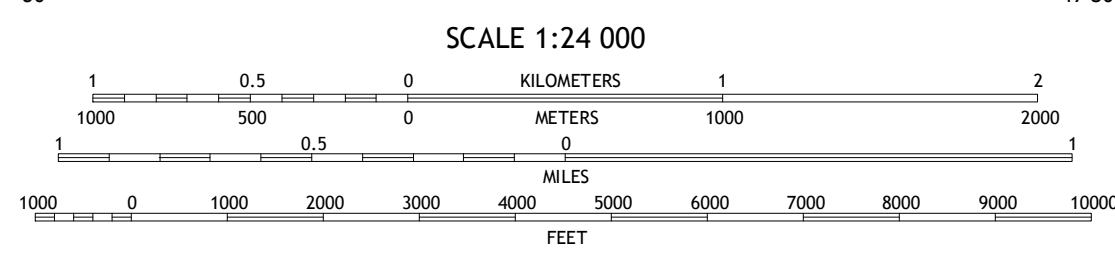 SCALE 1:24 000
1 0.5 0 KILOMETERS 1 2
1000 500 0 METERS 1000 2000
1 0.5 0 1
MILES
1000 0 1000 2000 3000 4000 5000 6000 7000 8000 9000 10000
FEET